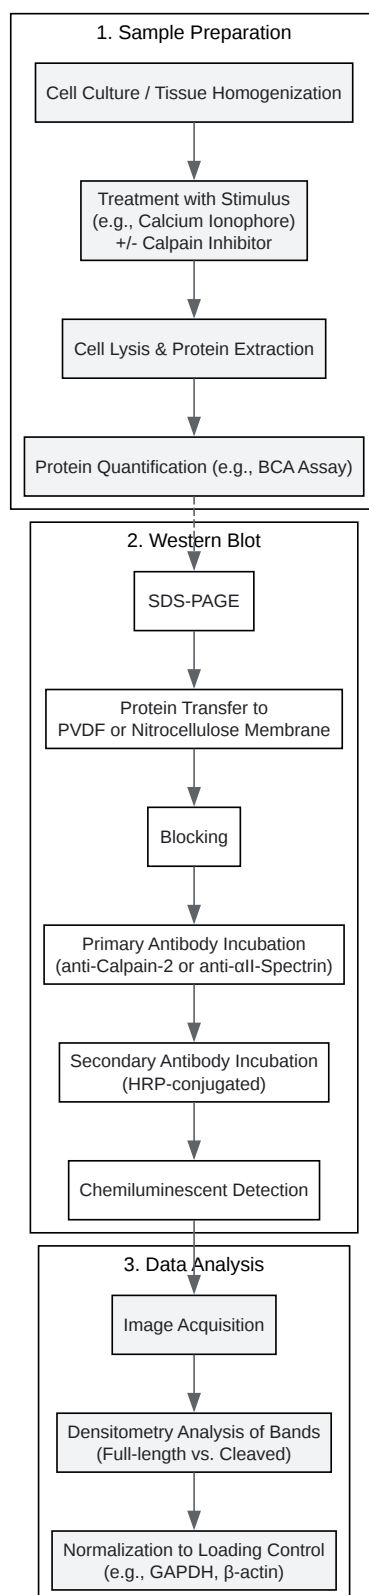 1. Sample Preparation
Cell Culture / Tissue Homogenization
Treatment with Stimulus
(e.g., Calcium Ionophore)
+/- Calpain Inhibitor
Cell Lysis & Protein Extraction
Protein Quantification (e.g., BCA Assay)
2. Western Blot
SDS-PAGE
Protein Transfer to
PVDF or Nitrocellulose Membrane
Blocking
Primary Antibody Incubation
(anti-Calpain-2 or anti-αII-Spectrin)
Secondary Antibody Incubation
(HRP-conjugated)
Chemiluminescent Detection
3. Data Analysis
Image Acquisition
Densitometry Analysis of Bands
(Full-length vs. Cleaved)
Normalization to Loading Control
(e.g., GAPDH, β-actin)